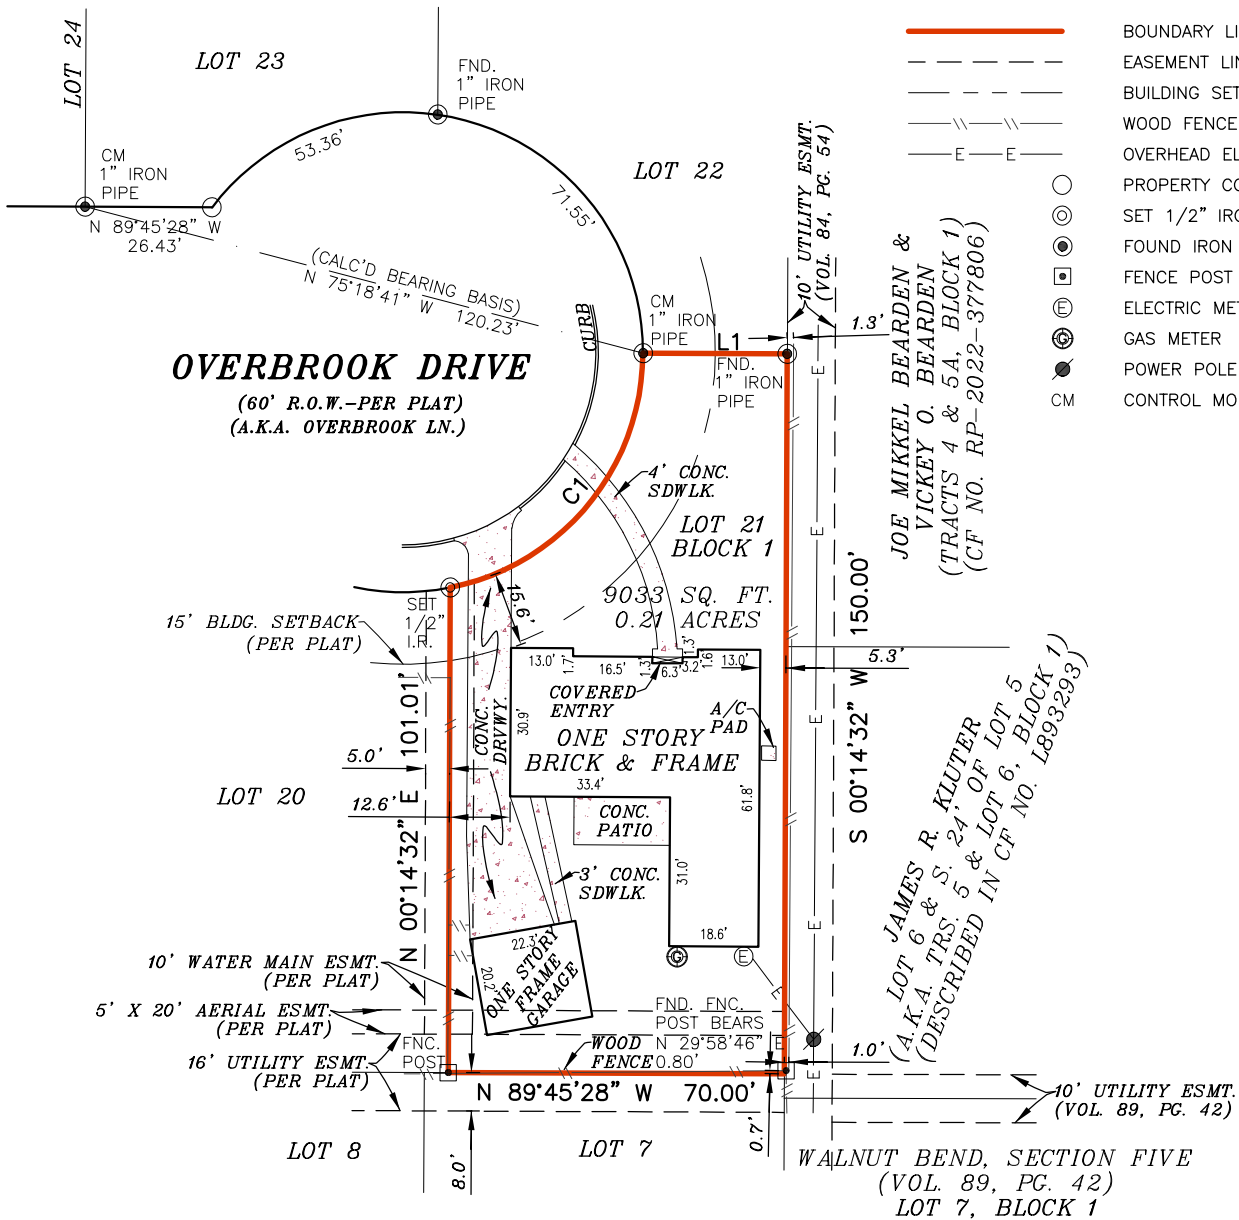 LOT 24
LOT 23
FND.
1" IRON
PIPE
53.36'
CM
1" IRON
PIPE
N 89°45'28" W
26.43'
71.55'
LOT 22
(CALC'D BEARING BASIS)
N 75°18'41" W 120.23'
CURB
CM
1" IRON
PIPE
L1
FND.
1" IRON
PIPE
10' UTILITY ESMT.
(VOL. 84, PG. 54)
1.3'
BOUNDARY LI
EASEMENT LIN
BUILDING SET
WOOD FENCE
E E
OVERHEAD EL
PROPERTY CO
SET 1/2" IRO
FOUND IRON
FENCE POST
E
ELECTRIC MET
G
GAS METER
POWER POLE
CM
CONTROL MO
OVERBROOK DRIVE
(60' R.O.W.-PER PLAT)
(A.K.A. OVERBROOK LN.)
JOE MIKKEL BEARDEN &
VICKEY O. BEARDEN
(TRACTS 4 & 5A, BLOCK 1)
(CF NO. RP-2022-377806)
C1
4' CONC.
SDWLK.
LOT 21
BLOCK 1
9033 SQ. FT.
0.21 ACRES
E
E
E
E
E
E
E
S 00°14'32" W 150.00'
SET
1/2"
I.R.
15.6'
15' BLDG. SETBACK
(PER PLAT)
13.0'
1.7'
16.5'
1.3'
6.3'
3.2'
1.3'
1.6'
13.0'
5.3'
COVERED
ENTRY
A/C
PAD
30.9'
ONE STORY
BRICK & FRAME
CONC.
DRVWY.
33.4'
61.8'
5.0'
12.6'
LOT 20
N 00°14'32" E 101.01'
CONC.
PATIO
3' CONC.
SDWLK.
31.0'
18.6'
G
E
22.3'
20.2'
ONE STORY
FRAME
GARAGE
10' WATER MAIN ESMT.
(PER PLAT)
5' X 20' AERIAL ESMT.
(PER PLAT)
16' UTILITY ESMT.
(PER PLAT)
FNC.
POST
FND. FNC.
POST BEARS
N 29°58'46" E
0.80'
WOOD
FENCE
1.0'
JAMES R. KLUTER
LOT 6 & S. 24' OF LOT 5
(A.K.A. TRS. 5 & LOT 6, BLOCK 1)
(DESCRIBED IN CF NO. L893293)
N 89°45'28" W 70.00'
10' UTILITY ESMT.
(VOL. 89, PG. 42)
LOT 8
8.0'
LOT 7
0.7'
WALNUT BEND, SECTION FIVE
(VOL. 89, PG. 42)
LOT 7, BLOCK 1